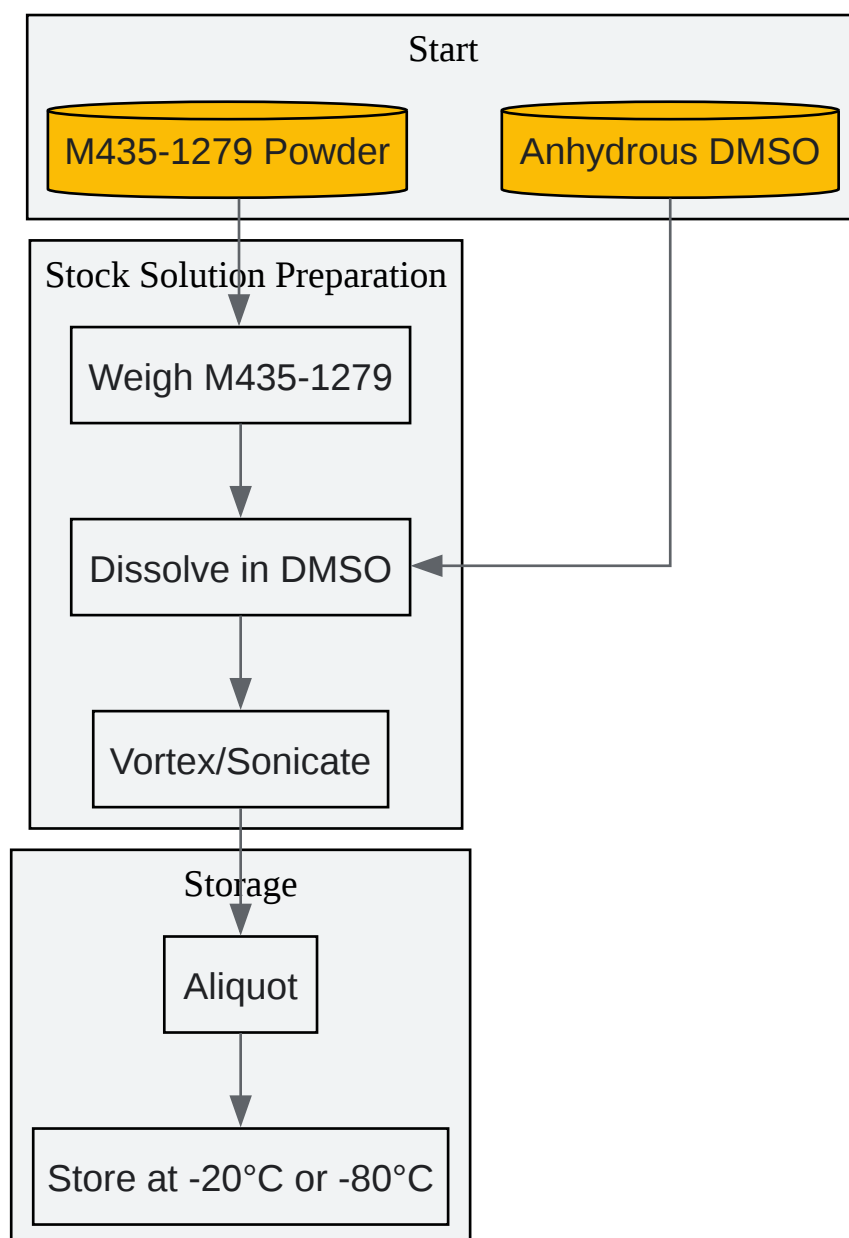 Start
M435-1279 Powder
Anhydrous DMSO
Stock Solution Preparation
Weigh M435-1279
Dissolve in DMSO
Vortex/Sonicate
Storage
Aliquot
Store at -20°C or -80°C